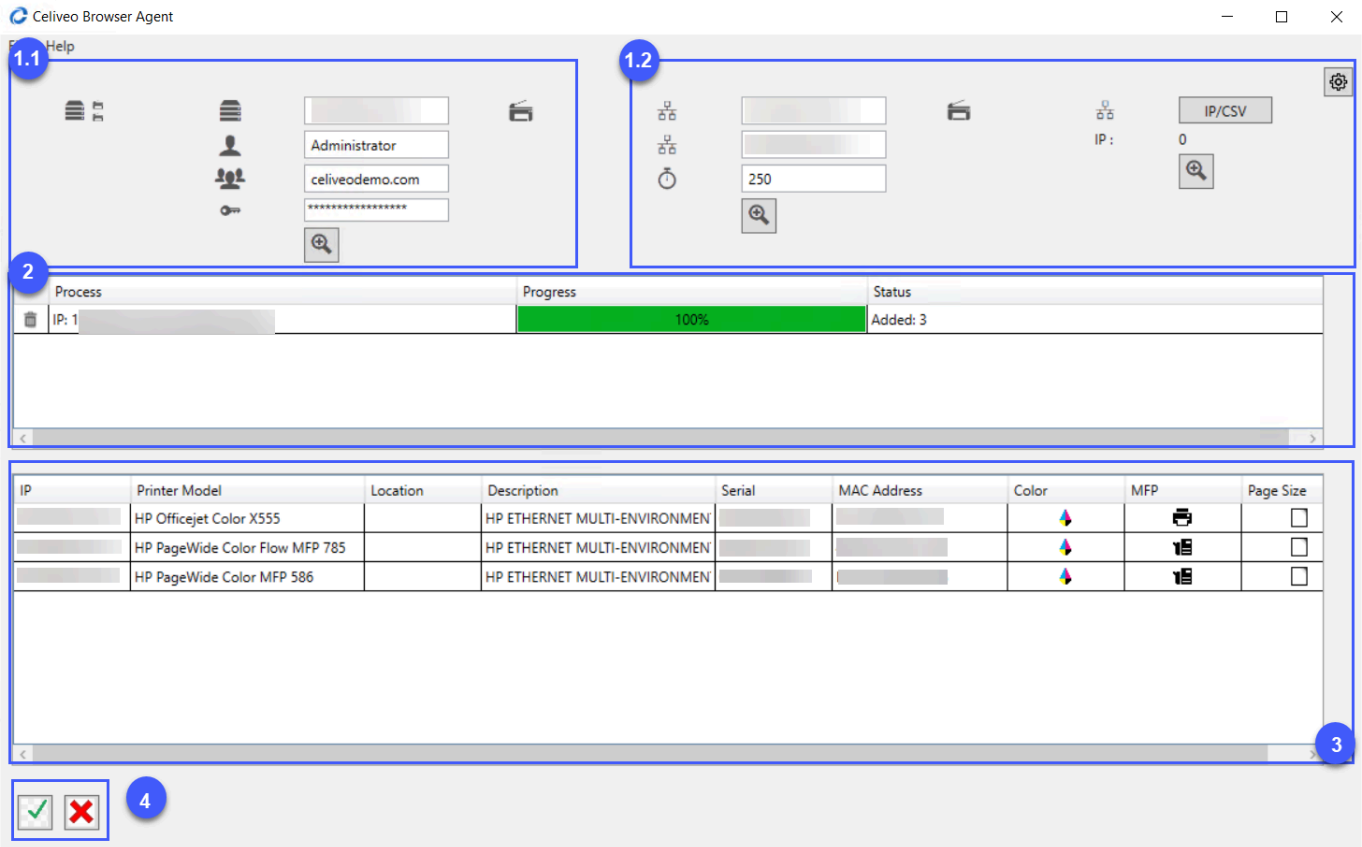 Celiveo Browser Agent
Help
1.1
1.2
IP/CSV
Administrator
IP :
0
celiveodemo.com
250
*****************
2
Process
Progress
Status
IP: 1
100%
Added: 3
IP
Printer Model
Location
Description
Serial
MAC Address
Color
MFP
Page Size
HP Officejet Color X555
HP ETHERNET MULTI-ENVIRONMEN
HP PageWide Color Flow MFP 785
HP ETHERNET MULTI-ENVIRONMEN
HP PageWide Color MFP 586
HP ETHERNET MULTI-ENVIRONMEN
3
4